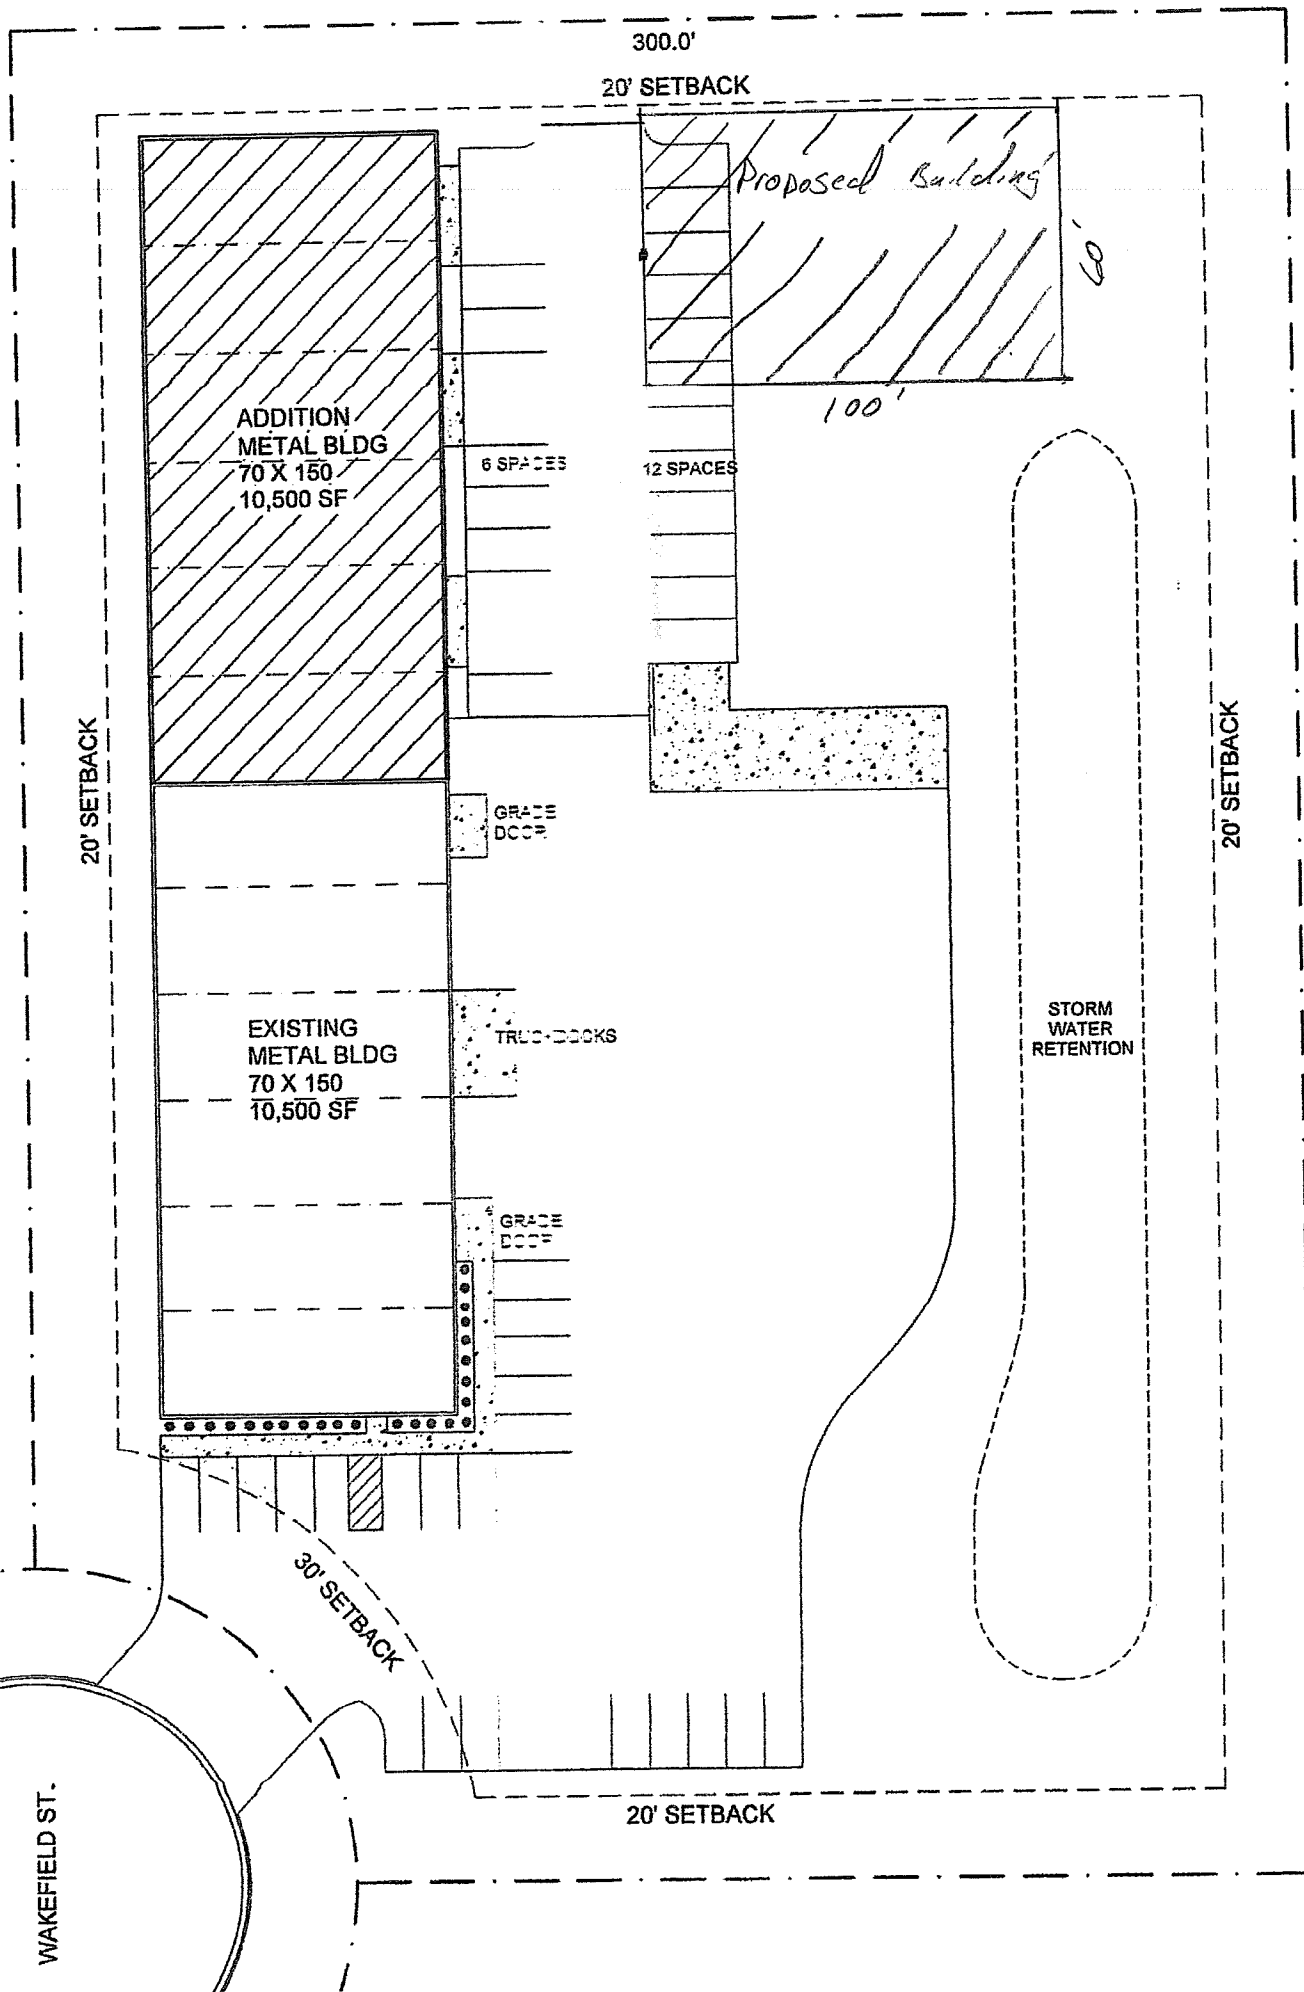 300.0'
20' SETBACK
Proposed Building
60'
100'
ADDITION
METAL BLDG
70 X 150
10,500 SF
6 SPACES
12 SPACES
20' SETBACK
20' SETBACK
GRADE
DOOR
EXISTING
METAL BLDG
70 X 150
10,500 SF
TRUCK DOCKS
STORM
WATER
RETENTION
GRADE
DOOR
30' SETBACK
20' SETBACK
WAKEFIELD ST.